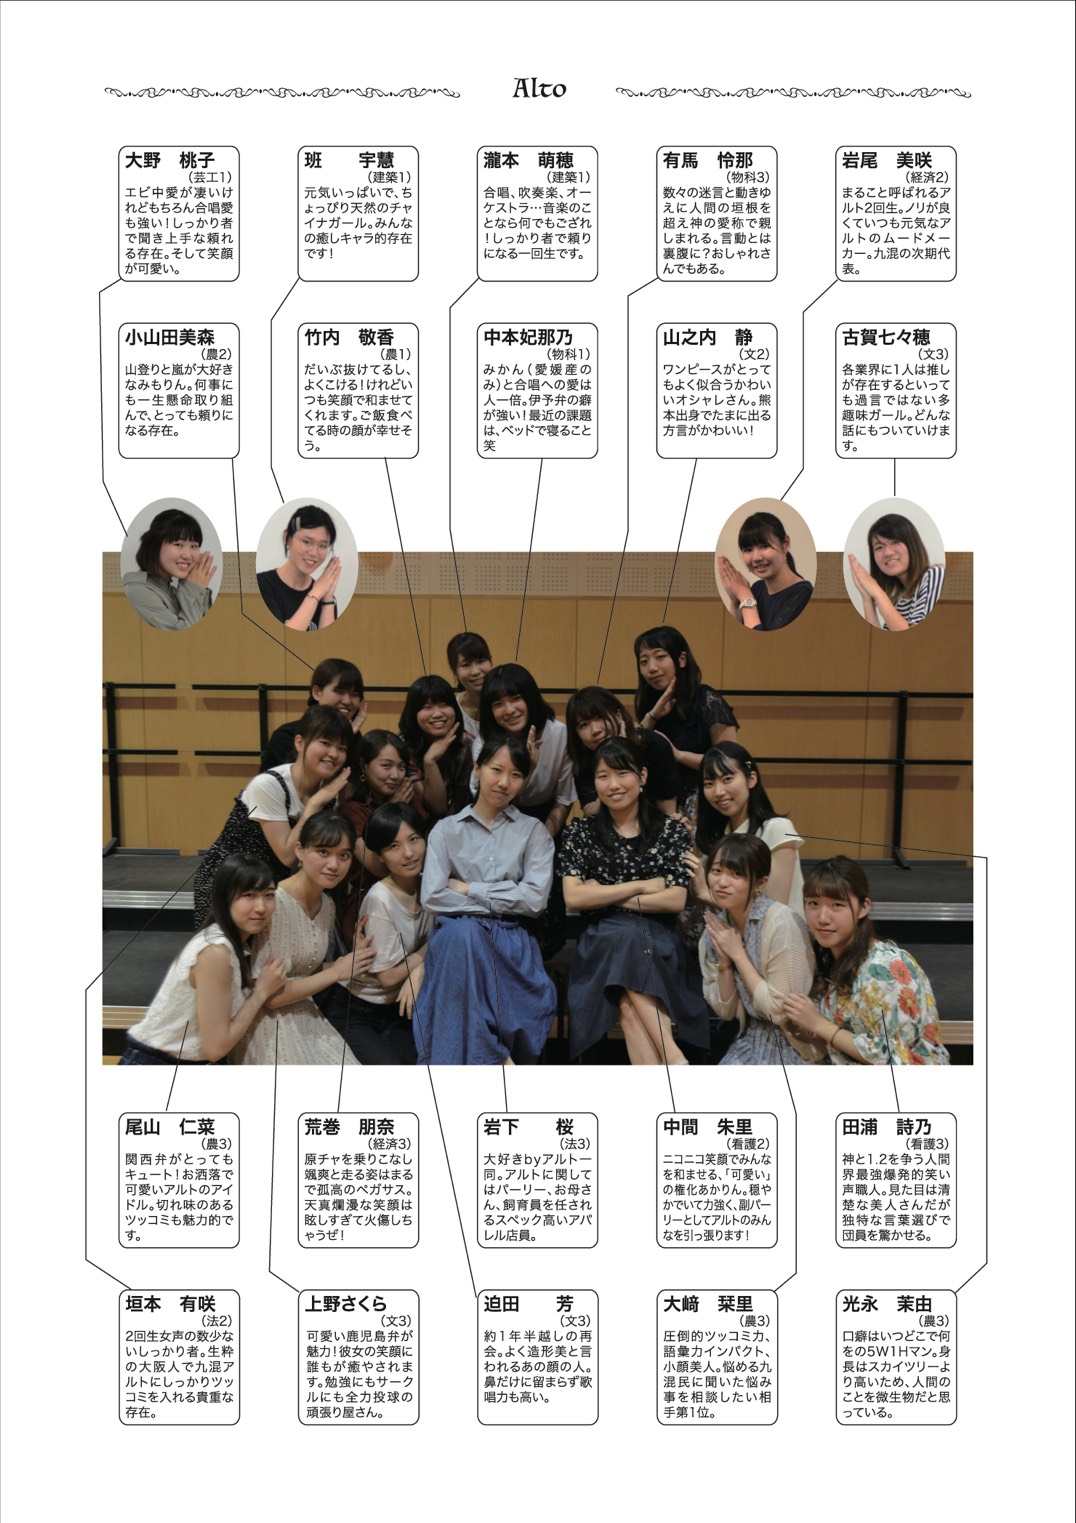 Alto
大野　桃子
（芸工1）
エビ中愛が凄いけ
れどもちろん合唱愛
も強い！しっかり者
で聞き上手な頼れ
る存在。そして笑顔
が可愛い。
班　　宇慧
（建築1）
元気いっぱいで、ち
ょっぴり天然のチャ
イナガール。みんな
の癒しキャラ的存在
です！
瀧本　萌穂
（建築1）
合唱、吹奏楽、オー
ケストラ…音楽のこ
となら何でもござれ
！しっかり者で頼り
になる一回生です。
有馬　怜那
（物科3）
数々の迷言と動きゆ
えに人間の垣根を
超え神の愛称で親
しまれる。言動とは
裏腹に？おしゃれさ
んでもある。
岩尾　美咲
（経済2）
まること呼ばれるア
ルト2回生。ノリが良
くていつも元気なア
ルトのムードメー
カー。九混の次期代
表。
小山田美森
（農2）
山登りと嵐が大好き
なみもりん。何事に
も一生懸命取り組
んで、とっても頼りに
なる存在。
竹内　敬香
（農1）
だいぶ抜けてるし、
よくこける！けれどい
つも笑顔で和ませて
くれます。ご飯食べ
てる時の顔が幸せそ
う。
中本妃那乃
（物科1）
みかん（愛媛産の
み）と合唱への愛は
人一倍。伊予弁の癖
が強い！最近の課題
は、ベッドで寝ること
笑
山之内　静
（文2）
ワンピースがとって
もよく似合うかわい
いオシャレさん。熊
本出身でたまに出る
方言がかわいい！
古賀七々穂
（文3）
各業界に1人は推し
が存在するといって
も過言ではない多
趣味ガール。どんな
話にもついていけま
す。
尾山　仁菜
（農3）
関西弁がとっても
キュート！お洒落で
可愛いアルトのアイ
ドル。切れ味のある
ツッコミも魅力的で
す。
荒巻　朋奈
（経済3）
原チャを乗りこなし
颯爽と走る姿はまる
で孤高のペガサス。
天真爛漫な笑顔は
眩しすぎて火傷しち
ゃうぜ！
岩下　　桜
（法3）
大好きbyアルト一
同。アルトに関して
はパーリー、お母さ
ん、飼育員を任され
るスペック高いアパ
レル店員。
中間　朱里
（看護2）
ニコニコ笑顔でみんな
を和ませる、「可愛い」
の権化あかりん。穏や
かでいて力強く、副パー
リーとしてアルトのみん
なを引っ張ります！
田浦　詩乃
（看護3）
神と1.2を争う人間
界最強爆発的笑い
声職人。見た目は清
楚な美人さんだが
独特な言葉選びで
団員を驚かせる。
垣本　有咲
（法2）
2回生女声の数少な
いしっかり者。生粋
の大阪人で九混ア
ルトにしっかりツッ
コミを入れる貴重な
存在。
上野さくら
（文3）
可愛い鹿児島弁が
魅力！彼女の笑顔に
誰もが癒やされま
す。勉強にもサーク
ルにも全力投球の
頑張り屋さん。
迫田　　芳
（文3）
約1年半越しの再
会。よく造形美と言
われるあの顔の人。
鼻だけに留まらず歌
唱力も高い。
大﨑　栞里
（農3）
圧倒的ツッコミ力、
語彙力インパクト、
小顔美人。悩める九
混民に聞いた悩み
事を相談したい相
手第1位。
光永　茉由
（農3）
口癖はいつどこで何
をの5W1Hマン。身
長はスカイツリーよ
り高いため、人間の
ことを微生物だと思
っている。